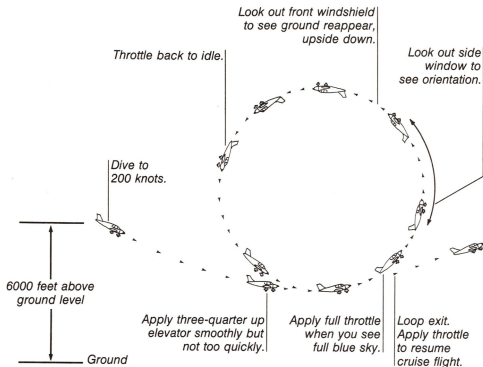 Look out front windshield
to see ground reappear,
upside down.
Throttle back to idle.
Look out side
window to
see orientation.
Dive to
200 knots.
6000 feet above
ground level
Apply three-quarter up
elevator smoothly but
not too quickly.
Apply full throttle
when you see
full blue sky.
Loop exit.
Apply throttle
to resume
cruise flight.
Ground